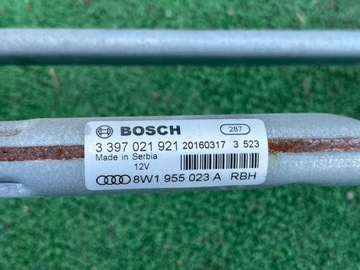 BOSCH 287
3 397 021 921 20160317 3 523
Made in Serbia
12V
8W1 955 023 A RBH